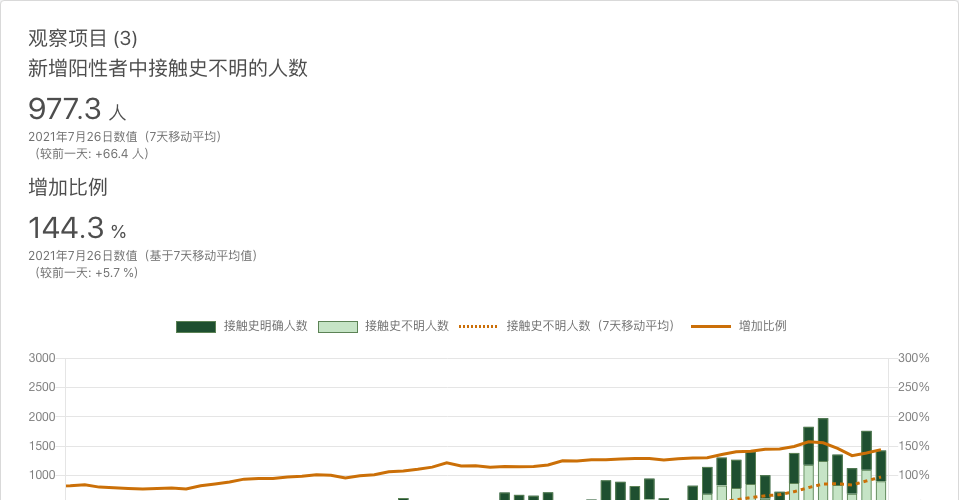 观察项目 (3)
新增阳性者中接触史不明的人数
977.3 人
2021年7月26日数值（7天移动平均）
（较前一天: +66.4 人）
增加比例
144.3 %
2021年7月26日数值（基于7天移动平均值）
（较前一天: +5.7 %）
接触史明确人数 接触史不明人数 接触史不明人数（7天移动平均） 增加比例
3000 300%
2500 250%
2000 200%
1500 150%
1000 100%